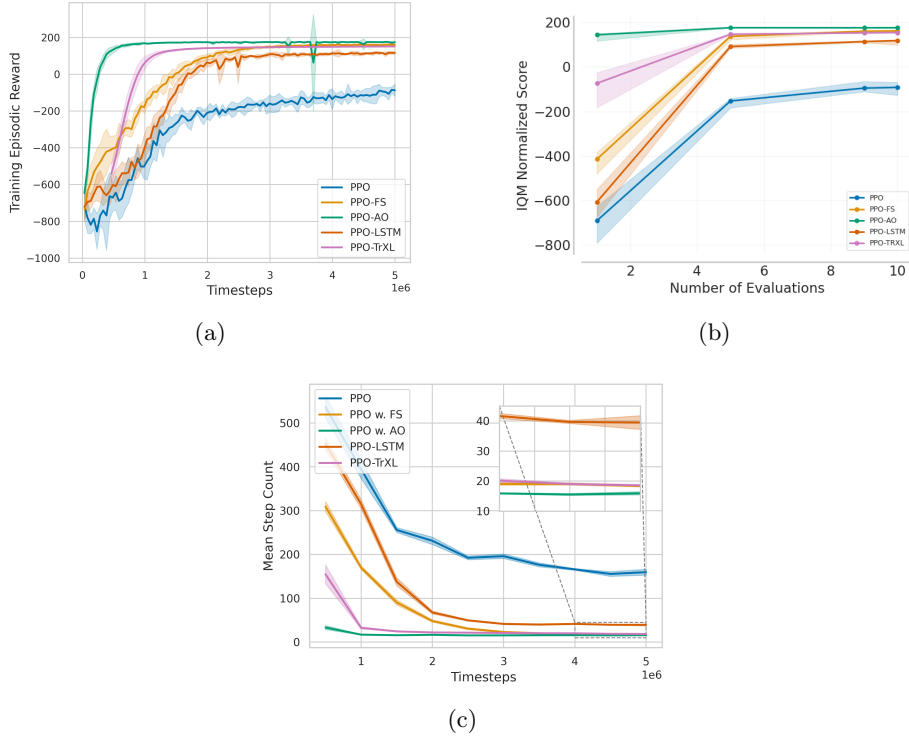 200
0
−200
−400
−600
−800
−1000
Training Episodic Reward
0 1 2 3 4 5
1e6
Timesteps
PPO
PPO-FS
PPO-AO
PPO-LSTM
PPO-TrXL
(a)
200
0
−200
−400
−600
−800
IQM Normalized Score
2 4 6 8 10
Number of Evaluations
PPO
PPO-FS
PPO-AO
PPO-LSTM
PPO-TRXL
(b)
500
400
300
200
100
0
Mean Step Count
1 2 3 4 5
1e6
Timesteps
PPO
PPO w. FS
PPO w. AO
PPO-LSTM
PPO-TrXL
40
30
20
10
(c)